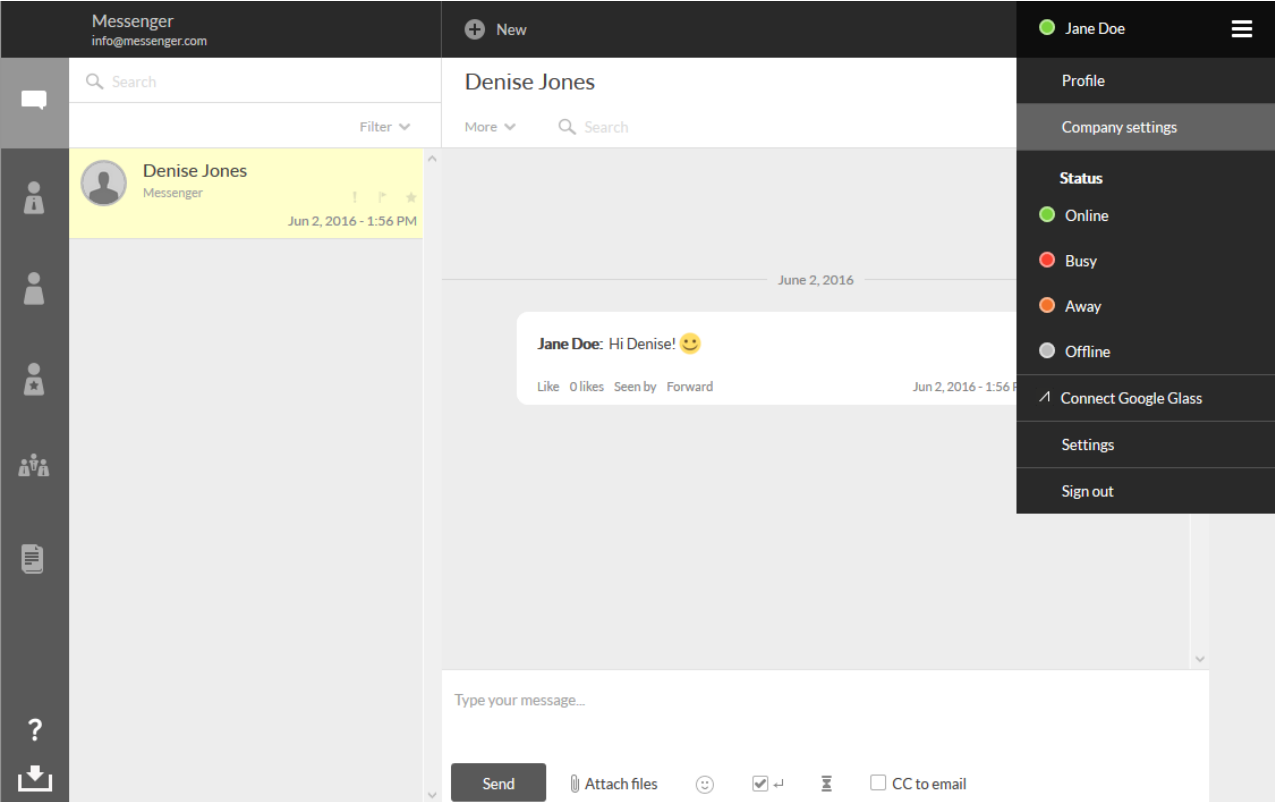 Messenger
info@messenger.com
New
Jane Doe
Search
Filter
Denise Jones
Messenger
Jun 2, 2016 - 1:56 PM
Denise Jones
More
Search
June 2, 2016
Jane Doe: Hi Denise!
Like 0 likes Seen by Forward Jun 2, 2016 - 1:56
Profile
Company settings
Status
Online
Busy
Away
Offline
Connect Google Glass
Settings
Sign out
?
Type your message...
Send Attach files CC to email